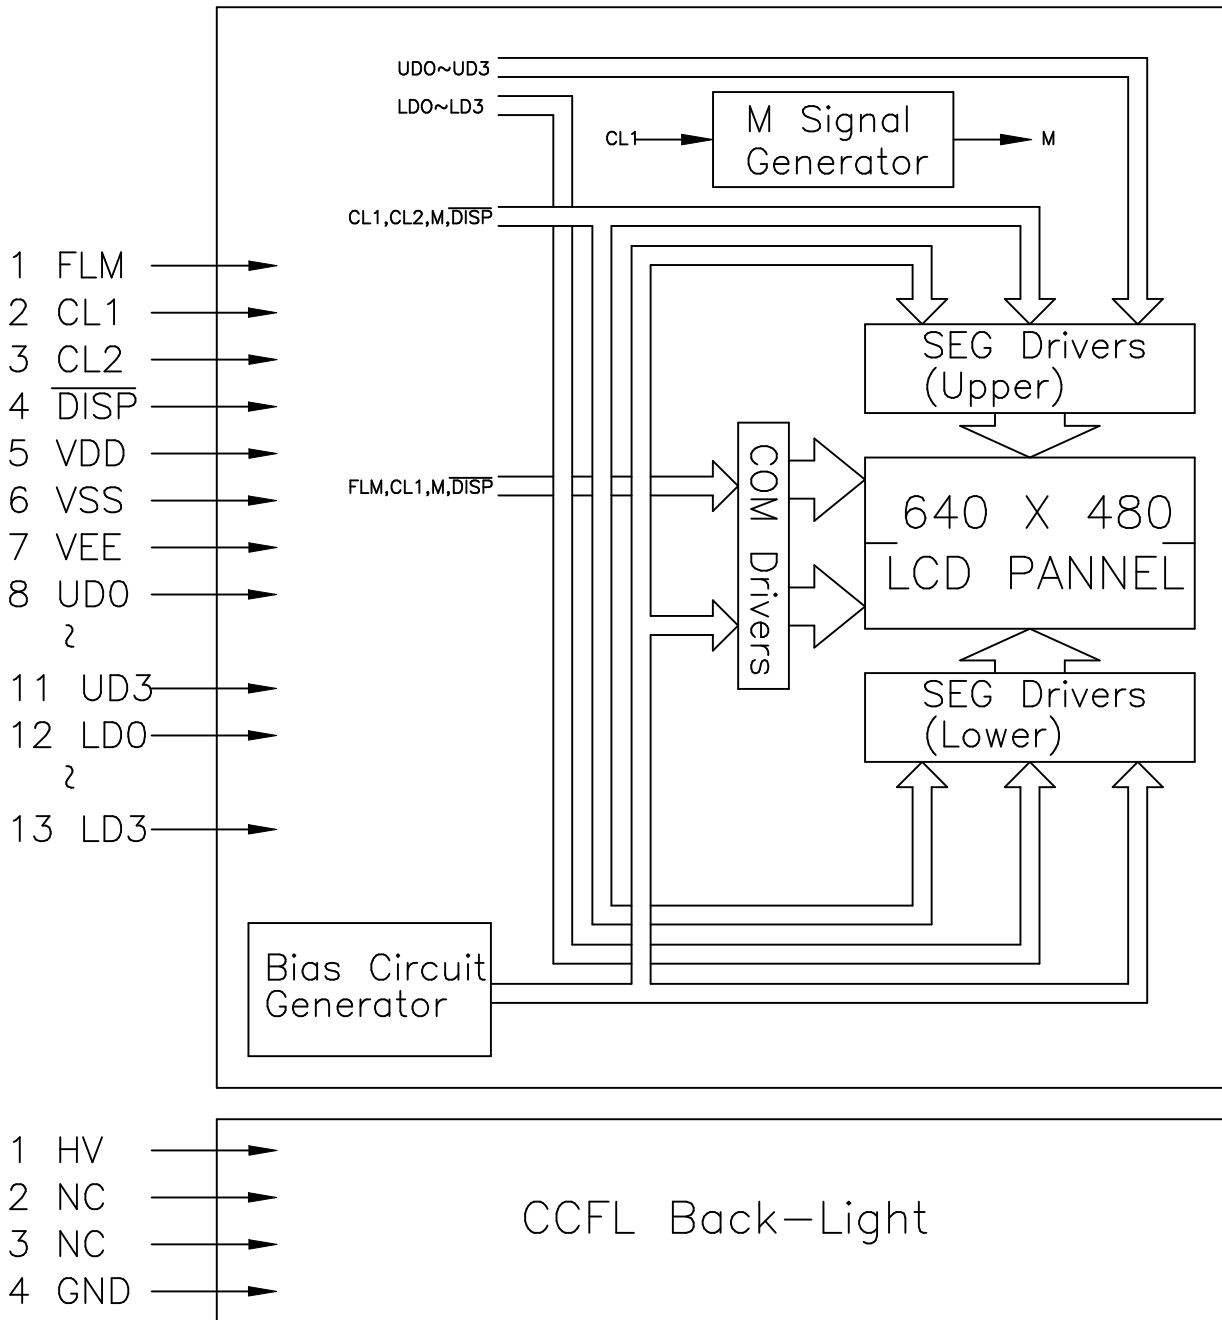 UD0~UD3
LD0~LD3
M Signal
Generator
CL1
M
CL1,CL2,M,D̅I̅S̅P̅
1 FLM
2 CL1
3 CL2
4 D̅I̅S̅P̅
5 VDD
6 VSS
7 VEE
8 UD0
~
11 UD3
12 LD0
~
13 LD3
SEG Drivers
(Upper)
FLM,CL1,M,D̅I̅S̅P̅
COM Drivers
640 X 480
LCD PANNEL
SEG Drivers
(Lower)
Bias Circuit
Generator
1 HV
2 NC
3 NC
4 GND
CCFL Back-Light